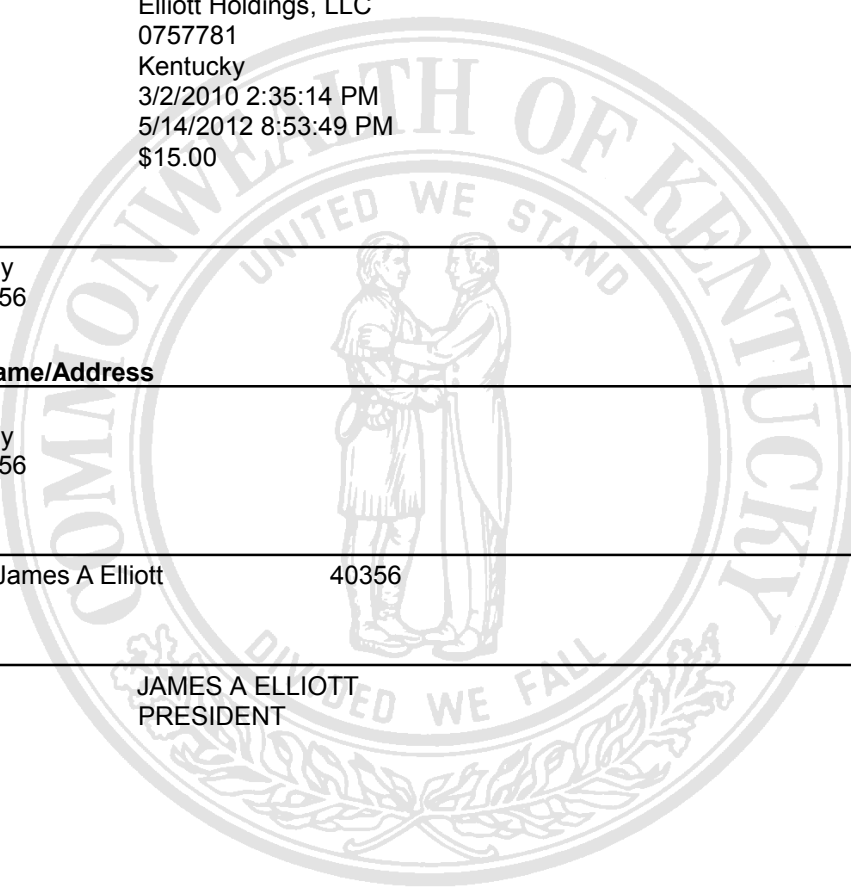 Elliott Holdings, LLC
0757781
Kentucky
3/2/2010 2:35:14 PM
5/14/2012 8:53:49 PM
$15.00
y
56
ame/Address
y
56
James A Elliott 40356
JAMES A ELLIOTT
PRESIDENT
COMMONWEALTH OF KENTUCKY
UNITED WE STAND
DIVIDED WE FALL